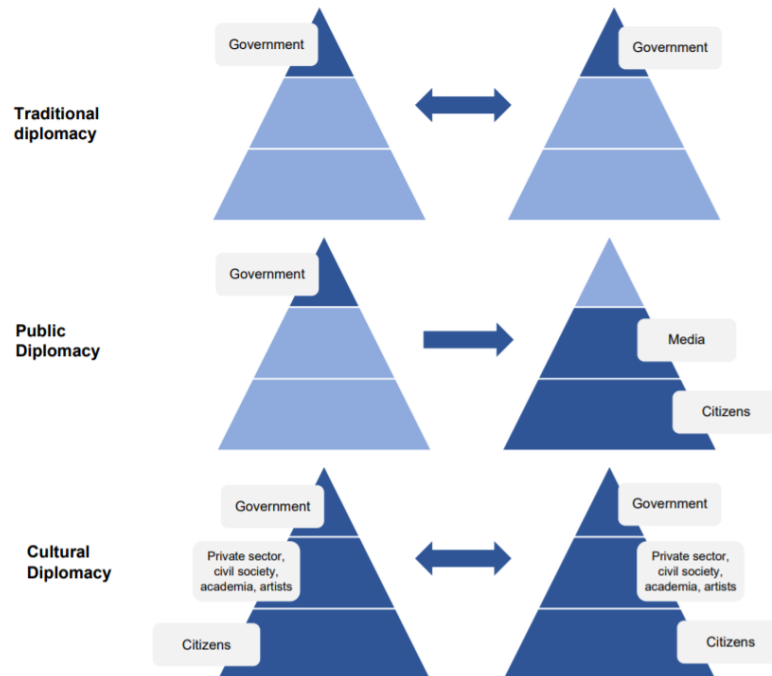 Government
Government
Traditional
diplomacy
Government
Public
Diplomacy
Media
Citizens
Government
Government
Cultural
Diplomacy
Private sector,
civil society,
academia, artists
Private sector,
civil society,
academia, artists
Citizens
Citizens